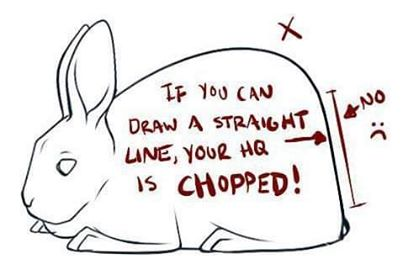 IF YOU CAN
DRAW A STRAIGHT
LINE, YOUR HQ
IS CHOPPED!
X
NO
:(